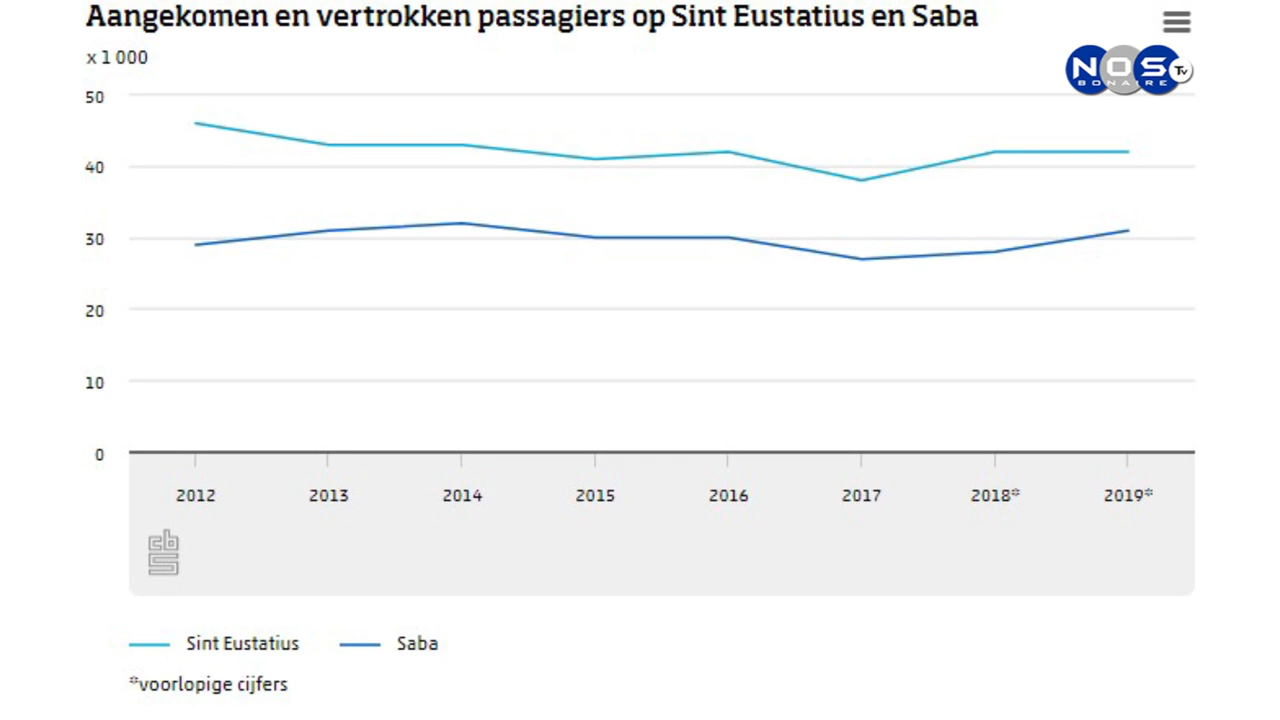 Aangekomen en vertrokken passagiers op Sint Eustatius en Saba
x 1 000
NOS Tv
BONAIRE
50
40
30
20
10
0
2012 2013 2014 2015 2016 2017 2018* 2019*
cbs
Sint Eustatius Saba
*voorlopige cijfers